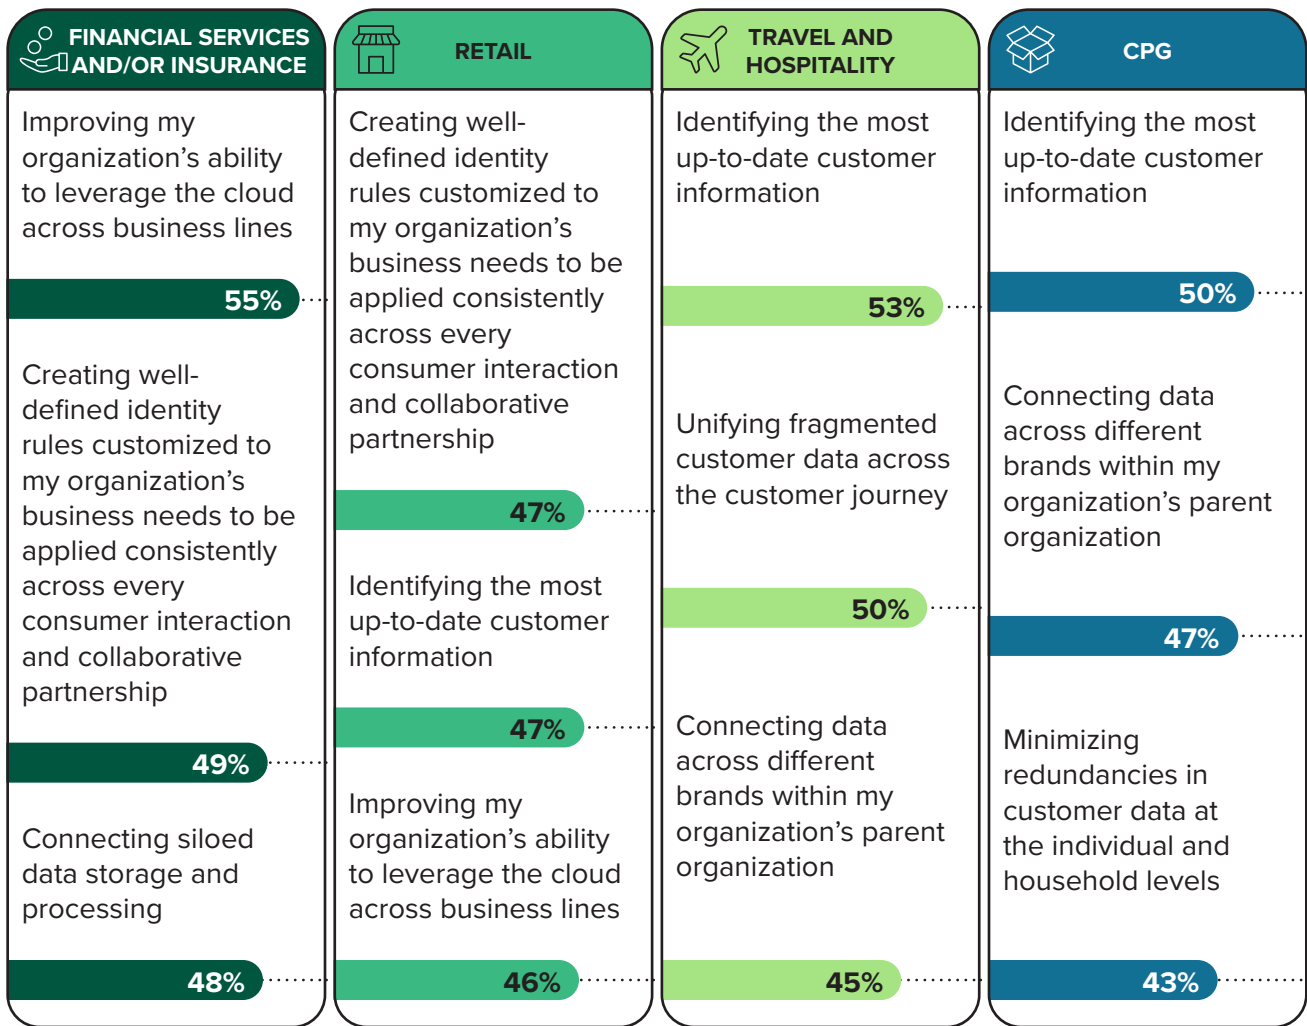 FINANCIAL SERVICES
AND/OR INSURANCE
Improving my
organization’s ability
to leverage the cloud
across business lines
55%
Creating well-
defined identity
rules customized to
my organization’s
business needs to be
applied consistently
across every
consumer interaction
and collaborative
partnership
49%
Connecting siloed
data storage and
processing
48%
RETAIL
Creating well-
defined identity
rules customized to
my organization’s
business needs to be
applied consistently
across every
consumer interaction
and collaborative
partnership
47%
Identifying the most
up-to-date customer
information
47%
Improving my
organization’s ability
to leverage the cloud
across business lines
46%
TRAVEL AND
HOSPITALITY
Identifying the most
up-to-date customer
information
53%
Unifying fragmented
customer data across
the customer journey
50%
Connecting data
across different
brands within my
organization’s parent
organization
45%
CPG
Identifying the most
up-to-date customer
information
50%
Connecting data
across different
brands within my
organization’s parent
organization
47%
Minimizing
redundancies in
customer data at
the individual and
household levels
43%